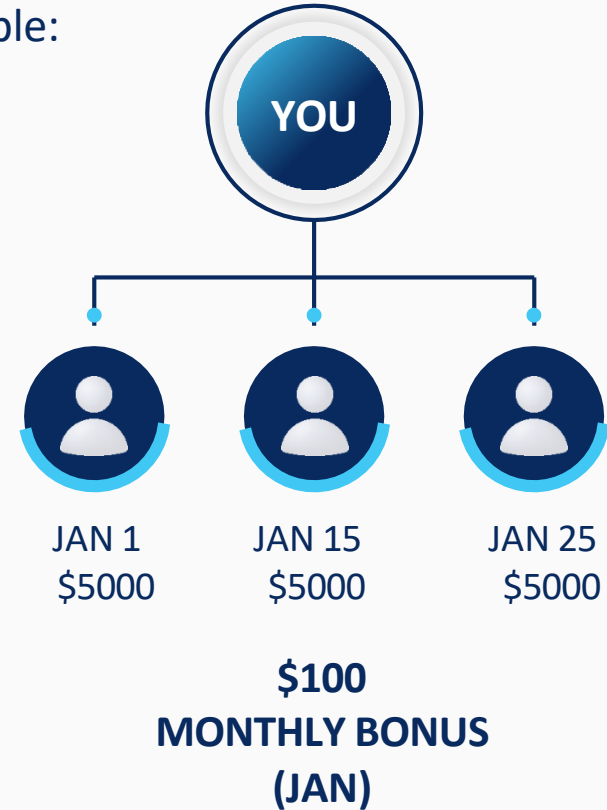 ple:
YOU
JAN 1 JAN 15 JAN 25
$5000 $5000 $5000
$100
MONTHLY BONUS
(JAN)